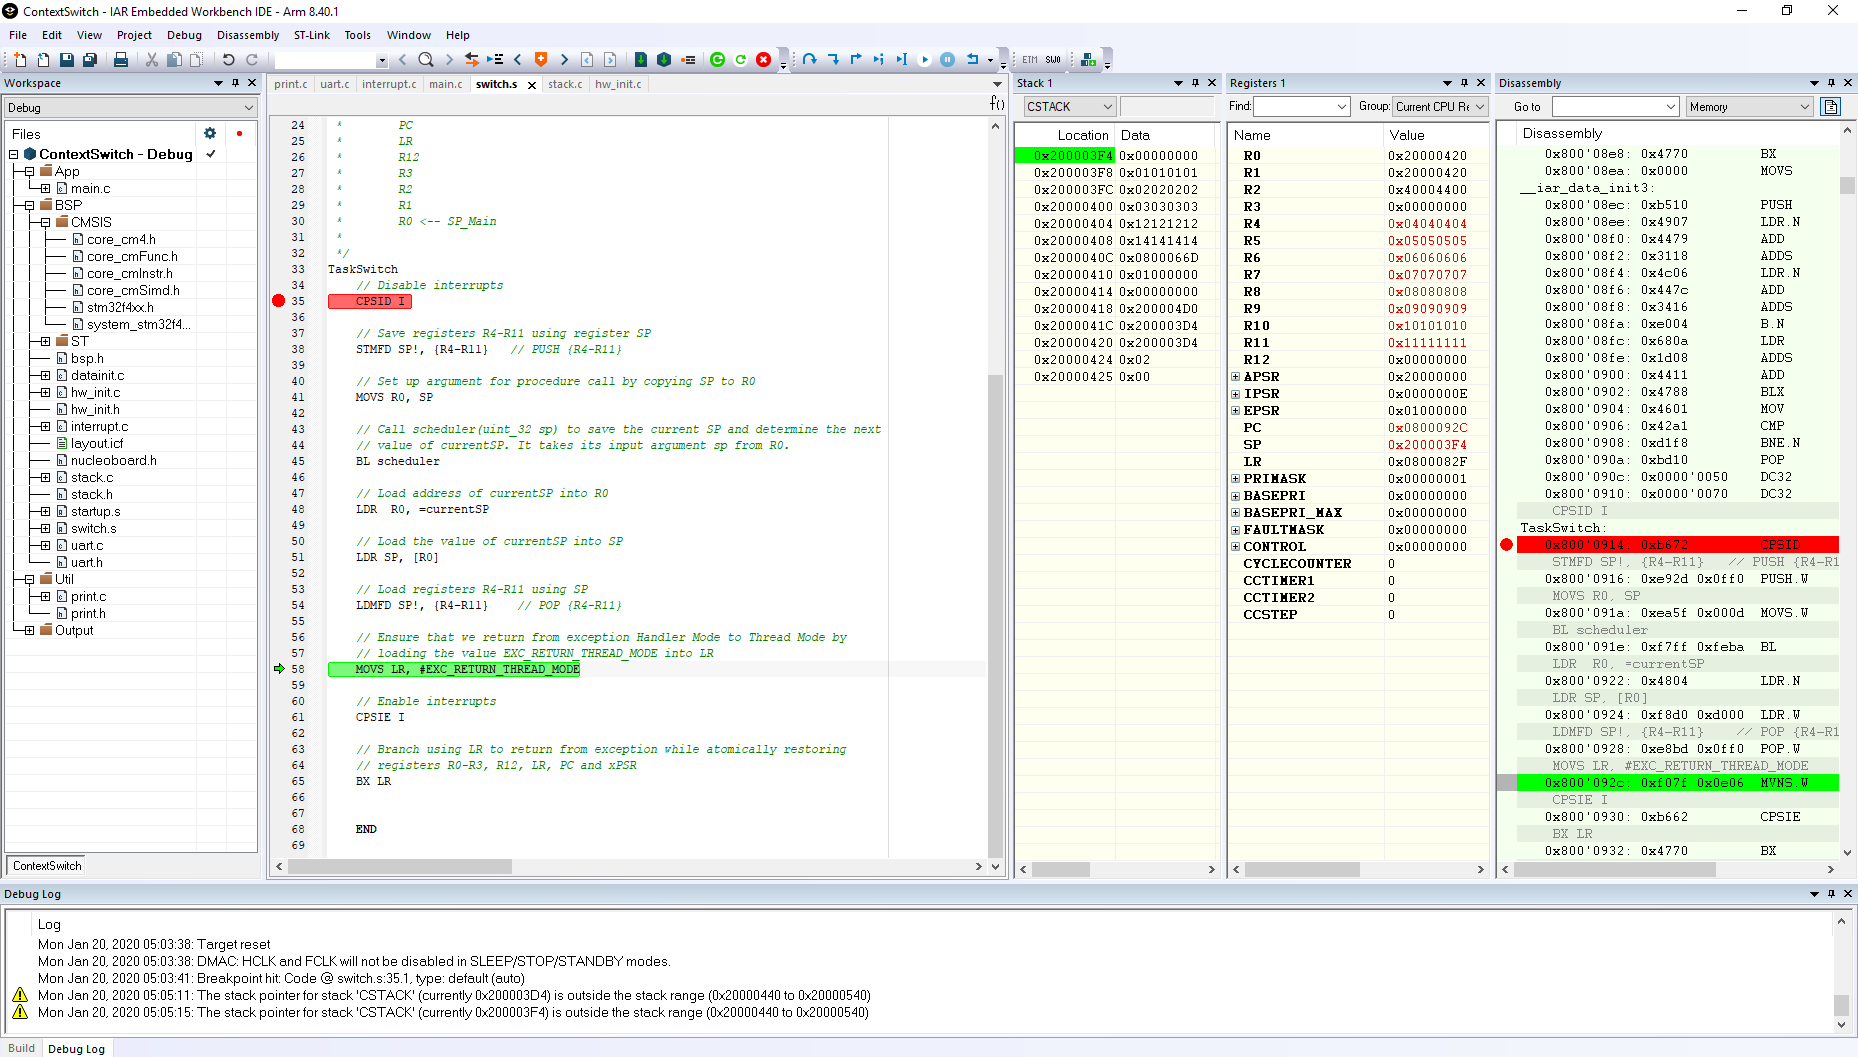 ContextSwitch - IAR Embedded Workbench IDE - Arm 8.40.1
File Edit View Project Debug Disassembly ST-Link Tools Window Help
ETM SWO
Workspace
Debug
Files
ContextSwitch - Debug
App
main.c
BSP
CMSIS
core_cm4.h
core_cmFunc.h
core_cmInstr.h
core_cmSimd.h
stm32f4xx.h
system_stm32f4...
ST
bsp.h
datainit.c
hw_init.c
hw_init.h
interrupt.c
layout.icf
nucleoboard.h
stack.c
stack.h
startup.s
switch.s
uart.c
uart.h
Util
print.c
print.h
Output
ContextSwitch
print.c uart.c interrupt.c main.c switch.s stack.c hw_init.c
f()
24 * PC
25 * LR
26 * R12
27 * R3
28 * R2
29 * R1
30 * R0 <-- SP_Main
31 *
32 */
33 TaskSwitch
34 // Disable interrupts
35 CPSID I
36
37 // Save registers R4-R11 using register SP
38 STMFD SP!, {R4-R11} // PUSH {R4-R11}
39
40 // Set up argument for procedure call by copying SP to R0
41 MOVS R0, SP
42
43 // Call scheduler(uint_32 sp) to save the current SP and determine the next
44 // value of currentSP. It takes its input argument sp from R0.
45 BL scheduler
46
47 // Load address of currentSP into R0
48 LDR R0, =currentSP
49
50 // Load the value of currentSP into SP
51 LDR SP, [R0]
52
53 // Load registers R4-R11 using SP
54 LDMFD SP!, {R4-R11} // POP {R4-R11}
55
56 // Ensure that we return from exception Handler Mode to Thread Mode by
57 // loading the value EXC_RETURN_THREAD_MODE into LR
58 MOVS LR, #EXC_RETURN_THREAD_MODE
59
60 // Enable interrupts
61 CPSIE I
62
63 // Branch using LR to return from exception while atomically restoring
64 // registers R0-R3, R12, LR, PC and xPSR
65 BX LR
66
67
68 END
69
Stack 1
CSTACK
Location Data
0x200003F4 0x00000000
0x200003F8 0x01010101
0x200003FC 0x02020202
0x20000400 0x03030303
0x20000404 0x12121212
0x20000408 0x14141414
0x2000040C 0x0800066D
0x20000410 0x01000000
0x20000414 0x00000000
0x20000418 0x200004D0
0x2000041C 0x200003D4
0x20000420 0x200003D4
0x20000424 0x02
0x20000425 0x00
Registers 1
Find: Group: Current CPU Re
Name Value
R0 0x20000420
R1 0x20000420
R2 0x40004400
R3 0x00000000
R4 0x04040404
R5 0x05050505
R6 0x06060606
R7 0x07070707
R8 0x08080808
R9 0x09090909
R10 0x10101010
R11 0x11111111
R12 0x00000000
APSR 0x20000000
IPSR 0x0000000E
EPSR 0x01000000
PC 0x0800092C
SP 0x200003F4
LR 0x0800082F
PRIMASK 0x00000001
BASEPRI 0x00000000
BASEPRI_MAX 0x00000000
FAULTMASK 0x00000000
CONTROL 0x00000000
CYCLECOUNTER 0
CCTIMER1 0
CCTIMER2 0
CCSTEP 0
Disassembly
Go to Memory
Disassembly
0x800'08e8: 0x4770 BX
0x800'08ea: 0x0000 MOVS
__iar_data_init3:
0x800'08ec: 0xb510 PUSH
0x800'08ee: 0x4907 LDR.N
0x800'08f0: 0x4479 ADD
0x800'08f2: 0x3118 ADDS
0x800'08f4: 0x4c06 LDR.N
0x800'08f6: 0x447c ADD
0x800'08f8: 0x3416 ADDS
0x800'08fa: 0xe004 B.N
0x800'08fc: 0x680a LDR
0x800'08fe: 0x1d08 ADDS
0x800'0900: 0x4411 ADD
0x800'0902: 0x4788 BLX
0x800'0904: 0x4601 MOV
0x800'0906: 0x42a1 CMP
0x800'0908: 0xd1f8 BNE.N
0x800'090a: 0xbd10 POP
0x800'090c: 0x0000'0050 DC32
0x800'0910: 0x0000'0070 DC32
CPSID I
TaskSwitch:
0x800'0914: 0xb672 CPSID
STMFD SP!, {R4-R11} // PUSH {R4-R1
0x800'0916: 0xe92d 0x0ff0 PUSH.W
MOVS R0, SP
0x800'091a: 0xea5f 0x000d MOVS.W
BL scheduler
0x800'091e: 0xf7ff 0xfeba BL
LDR R0, =currentSP
0x800'0922: 0x4804 LDR.N
LDR SP, [R0]
0x800'0924: 0xf8d0 0xd000 LDR.W
LDMFD SP!, {R4-R11} // POP {R4-R1
0x800'0928: 0xe8bd 0x0ff0 POP.W
MOVS LR, #EXC_RETURN_THREAD_MODE
0x800'092c: 0xf07f 0x0e06 MVNS.W
CPSIE I
0x800'0930: 0xb662 CPSIE
BX LR
0x800'0932: 0x4770 BX
Debug Log
Log
Mon Jan 20, 2020 05:03:38: Target reset
Mon Jan 20, 2020 05:03:38: DMAC: HCLK and FCLK will not be disabled in SLEEP/STOP/STANDBY modes.
Mon Jan 20, 2020 05:03:41: Breakpoint hit: Code @ switch.s:35.1, type: default (auto)
Mon Jan 20, 2020 05:05:11: The stack pointer for stack 'CSTACK' (currently 0x200003D4) is outside the stack range (0x20000440 to 0x20000540)
Mon Jan 20, 2020 05:05:15: The stack pointer for stack 'CSTACK' (currently 0x200003F4) is outside the stack range (0x20000440 to 0x20000540)
Build Debug Log